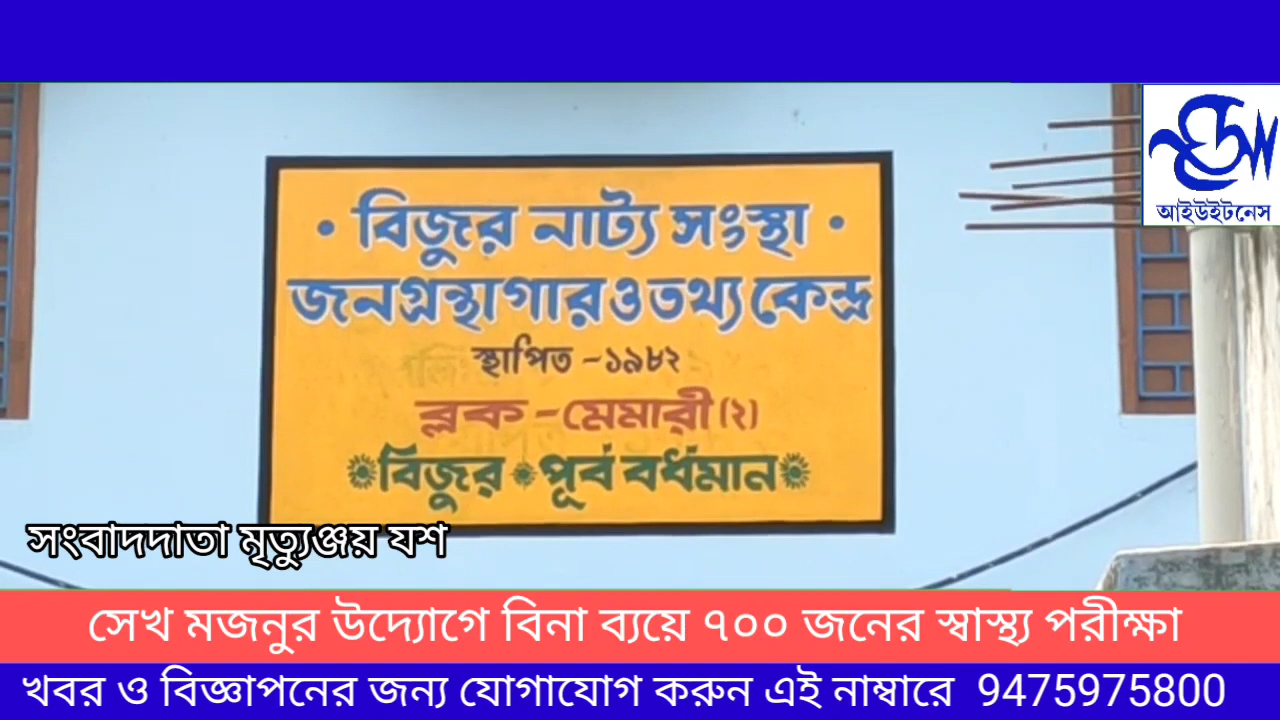 আইউইটনেস
• বিজুর নাট্য সংস্থা •
জনগ্রন্থাগার ও তথ্য কেন্দ্র
স্থাপিত - ১৯৮২
ব্লক - মেমারী (২)
বিজুর * পূর্ব বর্ধমান
সংবাদদাতা মৃত্যুঞ্জয় যশ
সেখ মজনুর উদ্যোগে বিনা ব্যয়ে ৭০০ জনের স্বাস্থ্য পরীক্ষা
খবর ও বিজ্ঞাপনের জন্য যোগাযোগ করুন এই নাম্বারে 9475975800